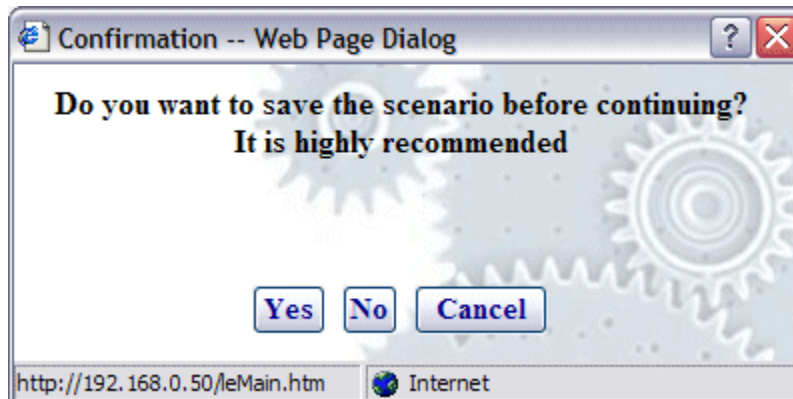 Confirmation -- Web Page Dialog
Do you want to save the scenario before continuing?
It is highly recommended
Yes No Cancel
http://192.168.0.50/leMain.htm Internet